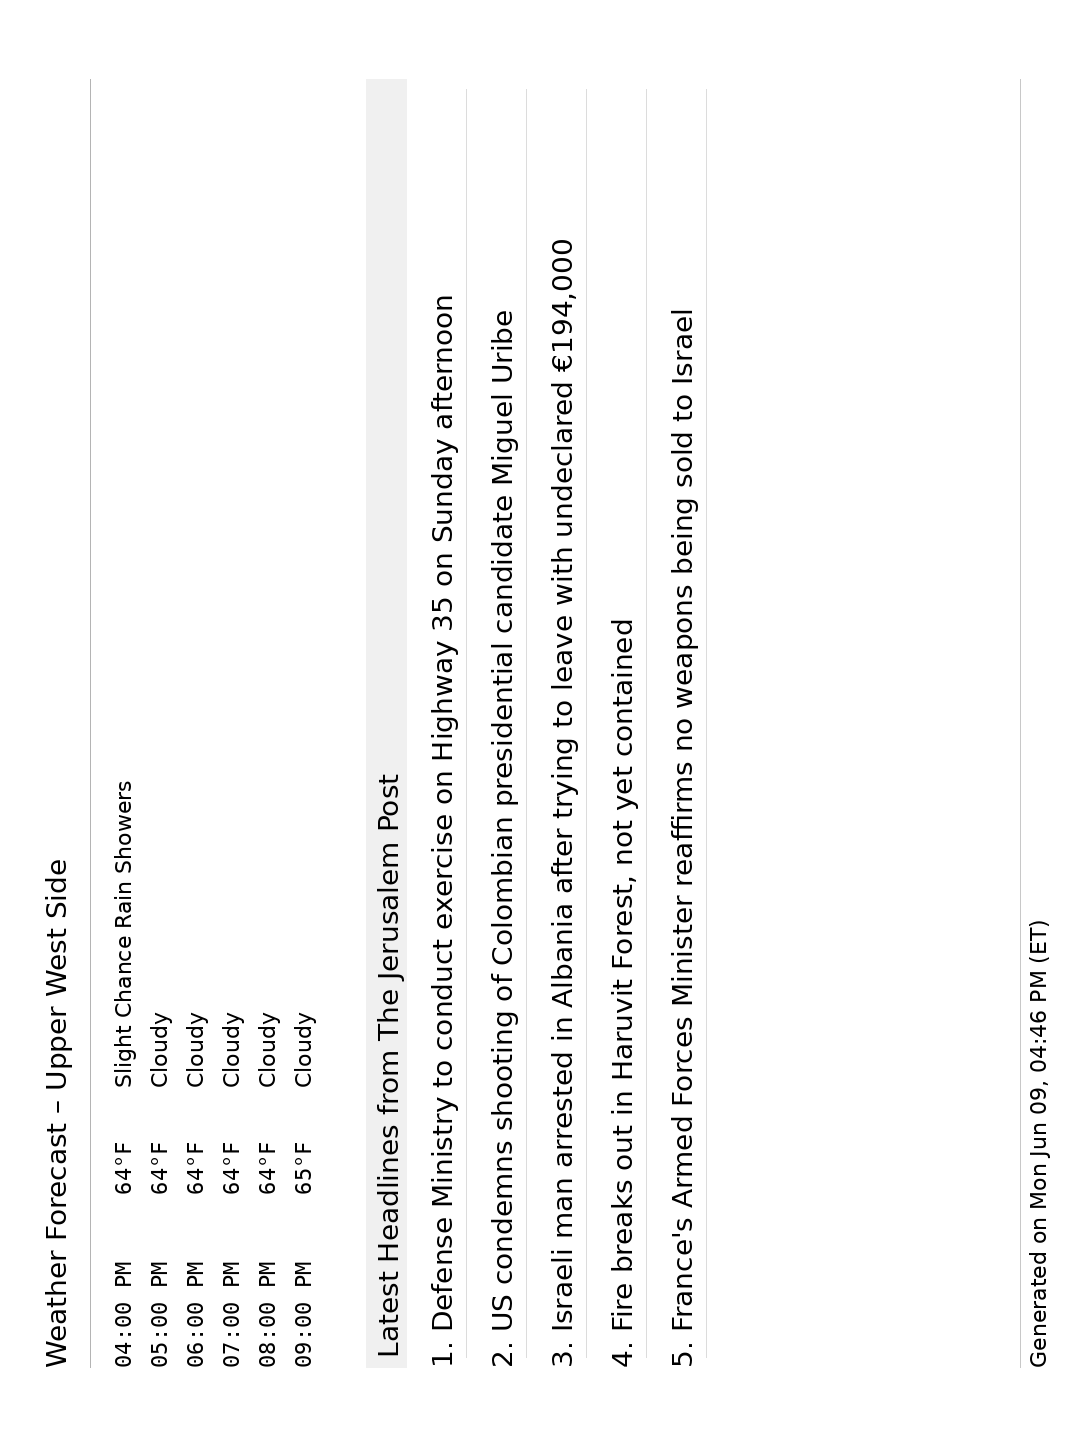 Weather Forecast – Upper West Side
04:00 PM 64°F Slight Chance Rain Showers
05:00 PM 64°F Cloudy
06:00 PM 64°F Cloudy
07:00 PM 64°F Cloudy
08:00 PM 64°F Cloudy
09:00 PM 65°F Cloudy
Latest Headlines from The Jerusalem Post
1. Defense Ministry to conduct exercise on Highway 35 on Sunday afternoon
2. US condemns shooting of Colombian presidential candidate Miguel Uribe
3. Israeli man arrested in Albania after trying to leave with undeclared €194,000
4. Fire breaks out in Haruvit Forest, not yet contained
5. France's Armed Forces Minister reaffirms no weapons being sold to Israel
Generated on Mon Jun 09, 04:46 PM (ET)